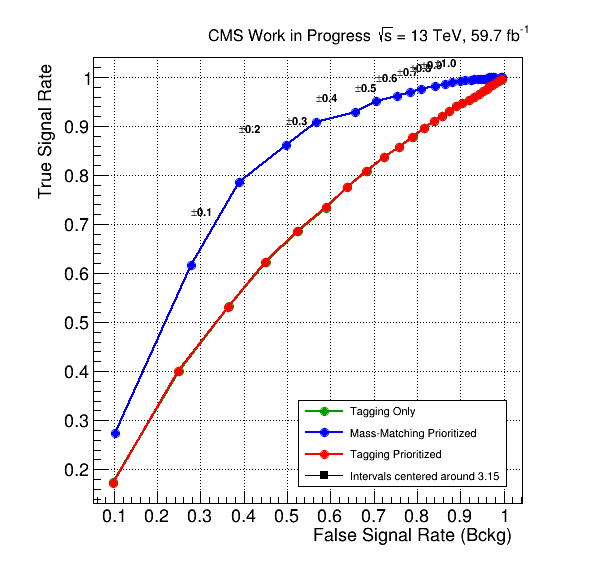 CMS Work in Progress √s = 13 TeV, 59.7 fb⁻¹
True Signal Rate
1
0.9
0.8
0.7
0.6
0.5
0.4
0.3
0.2
±0.1
±0.2
±0.3
±0.4
±0.5
±0.6
±1.0
Tagging Only
Mass-Matching Prioritized
Tagging Prioritized
Intervals centered around 3.15
0.1 0.2 0.3 0.4 0.5 0.6 0.7 0.8 0.9 1
False Signal Rate (Bckg)